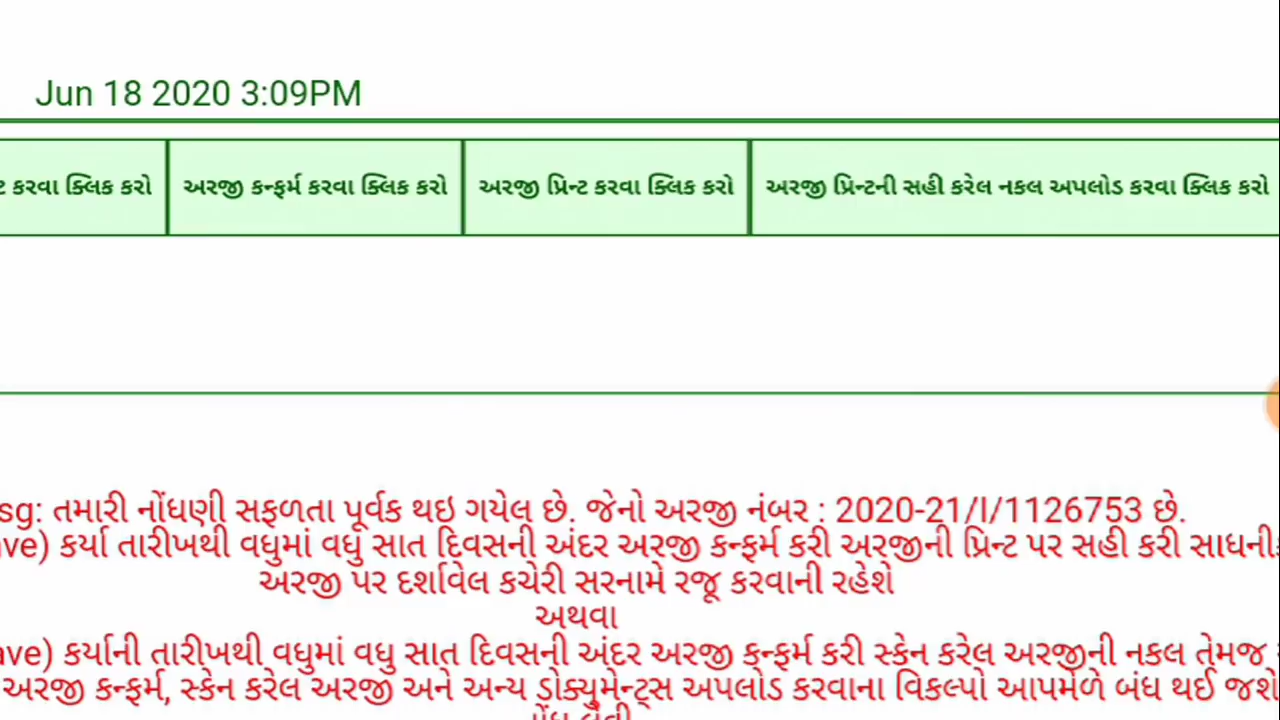 Jun 18 2020 3:09PM
કરવા ક્લિક કરો અરજી કન્ફર્મ કરવા ક્લિક કરો અરજી પ્રિન્ટ કરવા ક્લિક કરો અરજી પ્રિન્ટની સહી કરેલ નકલ અપલોડ કરવા ક્લિક કરો
sg: તમારી નોંધણી સફળતા પૂર્વક થઇ ગયેલ છે. જેનો અરજી નંબર : 2020-21/I/1126753 છે.
ave) કર્યા તારીખથી વધુમાં વધુ સાત દિવસની અંદર અરજી કન્ફર્મ કરી અરજીની પ્રિન્ટ પર સહી કરી સાધની
અરજી પર દર્શાવેલ કચેરી સરનામે રજૂ કરવાની રહેશે
અથવા
ave) કર્યાની તારીખથી વધુમાં વધુ સાત દિવસની અંદર અરજી કન્ફર્મ કરી સ્કેન કરેલ અરજીની નકલ તેમજ
અરજી કન્ફર્મ, સ્કેન કરેલ અરજી અને અન્ય ડોક્યુમેન્ટ્સ અપલોડ કરવાના વિકલ્પો આપમેળે બંધ થઈ જશે